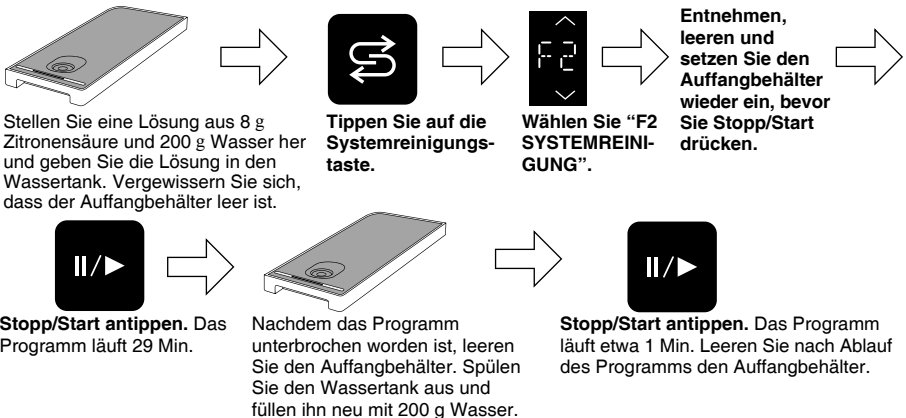 Stellen Sie eine Lösung aus 8 g
Zitronensäure und 200 g Wasser her
und geben Sie die Lösung in den
Wassertank. Vergewissern Sie sich,
dass der Auffangbehälter leer ist.
Tippen Sie auf die
Systemreinigungs-
taste.
F2
Wählen Sie “F2
SYSTEMREINI-
GUNG”.
Entnehmen,
leeren und
setzen Sie den
Auffangbehälter
wieder ein, bevor
Sie Stopp/Start
drücken.
Stopp/Start antippen. Das
Programm läuft 29 Min.
Nachdem das Programm
unterbrochen worden ist, leeren
Sie den Auffangbehälter. Spülen
Sie den Wassertank aus und
füllen ihn neu mit 200 g Wasser.
Stopp/Start antippen. Das Programm
läuft etwa 1 Min. Leeren Sie nach Ablauf
des Programms den Auffangbehälter.